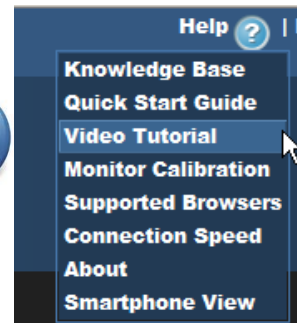 Help ? |
Knowledge Base
Quick Start Guide
Video Tutorial
Monitor Calibration
Supported Browsers
Connection Speed
About
Smartphone View